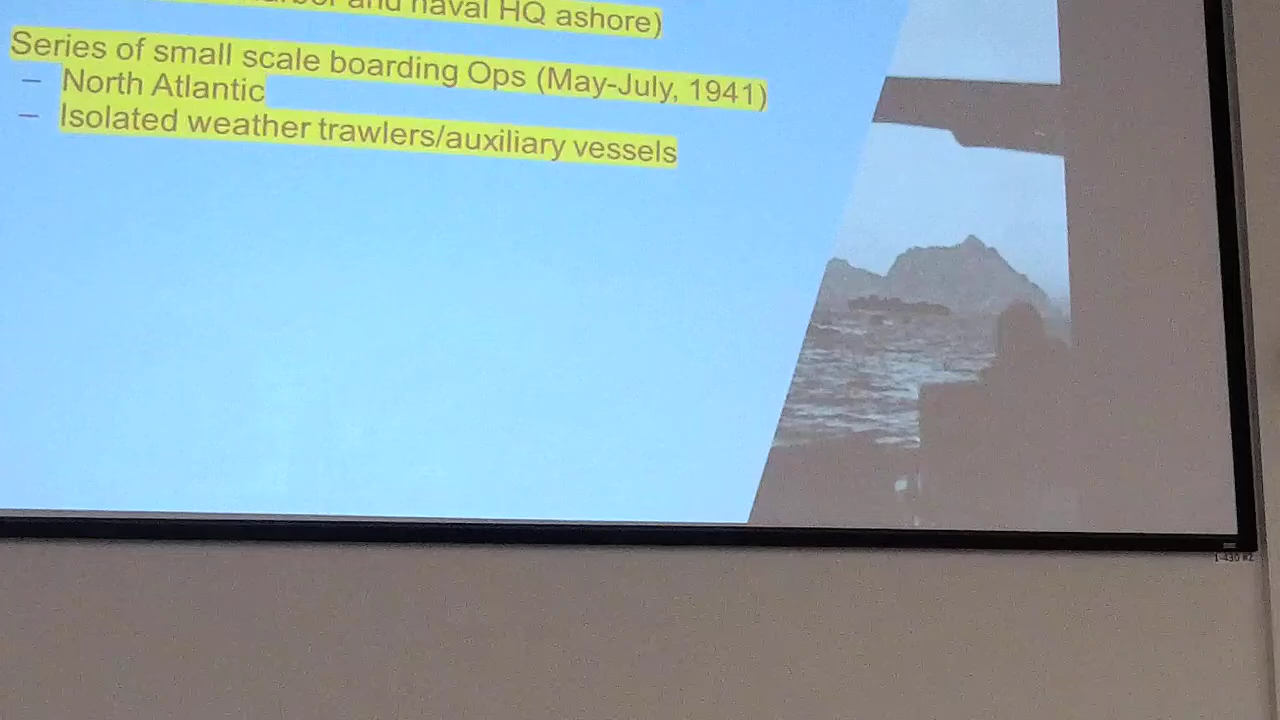 and naval HQ ashore)
Series of small scale boarding Ops (May-July, 1941)
– North Atlantic
– Isolated weather trawlers/auxiliary vessels